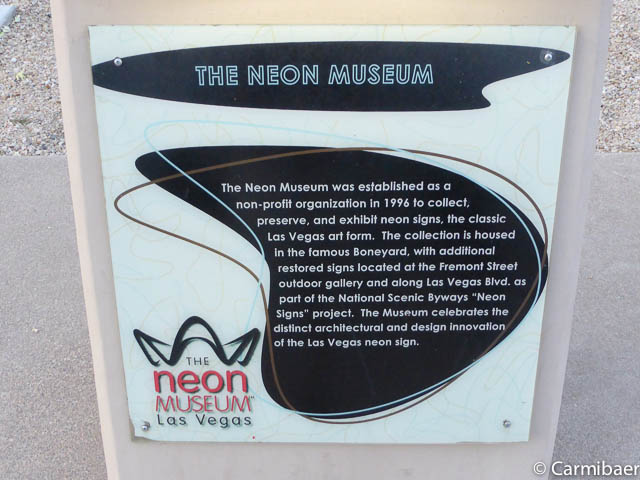 THE NEON MUSEUM
The Neon Museum was established as a
non-profit organization in 1996 to collect,
preserve, and exhibit neon signs, the classic
Las Vegas art form. The collection is housed
in the famous Boneyard, with additional
restored signs located at the Fremont Street
outdoor gallery and along Las Vegas Blvd. as
part of the National Scenic Byways "Neon
Signs" project. The Museum celebrates the
distinct architectural and design innovation
of the Las Vegas neon sign.
THE
neon
MUSEUM™
Las Vegas
© Carmibaer